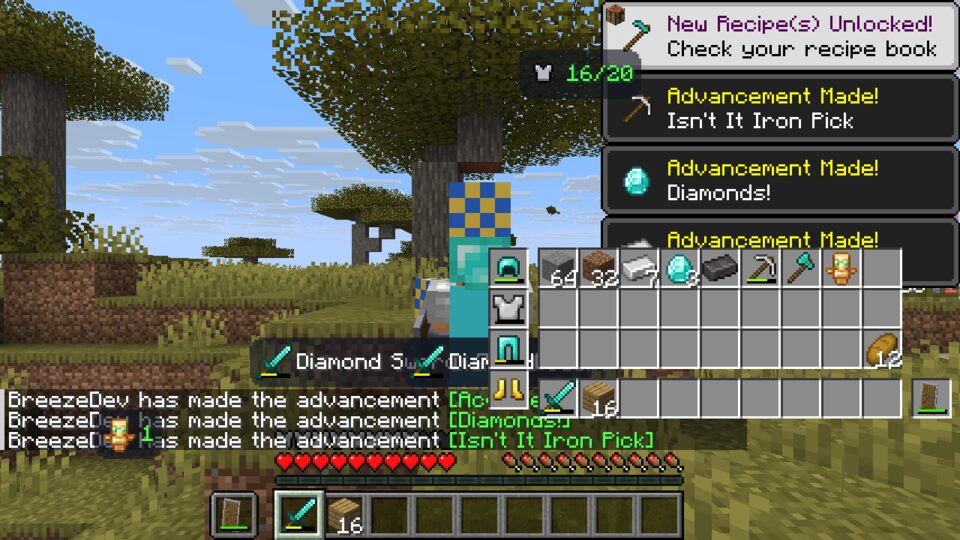 New Recipe(s) Unlocked!
Check your recipe book
16/20
Advancement Made!
Isn't It Iron Pick
Advancement Made!
Diamonds!
Advancement Made!
64 32 7 3
12
Diamond
16
BreezeDev has made the advancement
BreezeDev has made the advancement [Diamonds!]
has made the advancement [Isn't It Iron Pick]
1
16